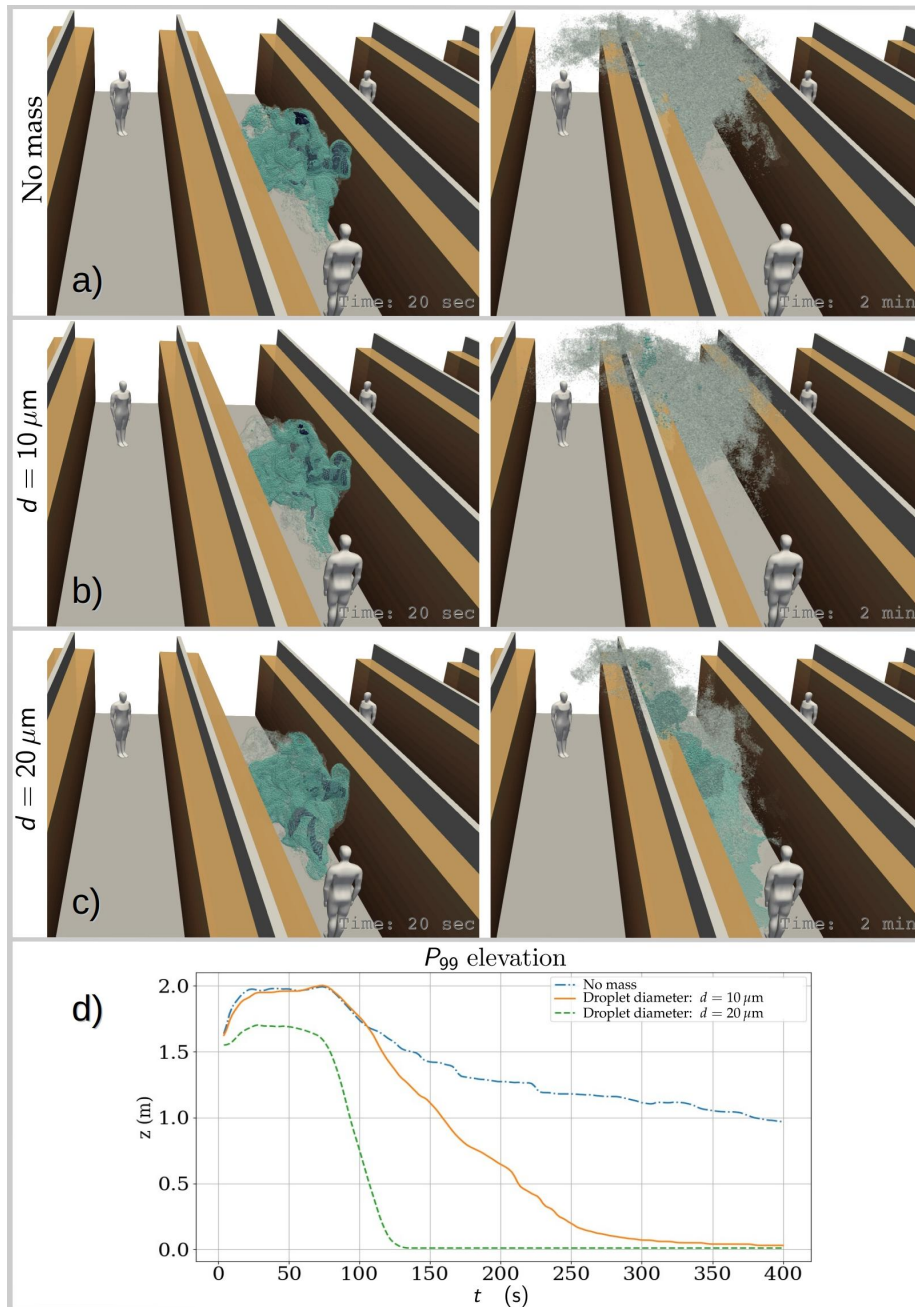 No mass
a)
Time: 20 sec
Time: 2 min
d = 10 μm
b)
Time: 20 sec
Time: 2 min
d = 20 μm
c)
Time: 20 sec
Time: 2 min
d)
P99 elevation
No mass
Droplet diameter: d = 10 μm
Droplet diameter: d = 20 μm
z (m)
2.0
1.5
1.0
0.5
0.0
0 50 100 150 200 250 300 350 400
t (s)